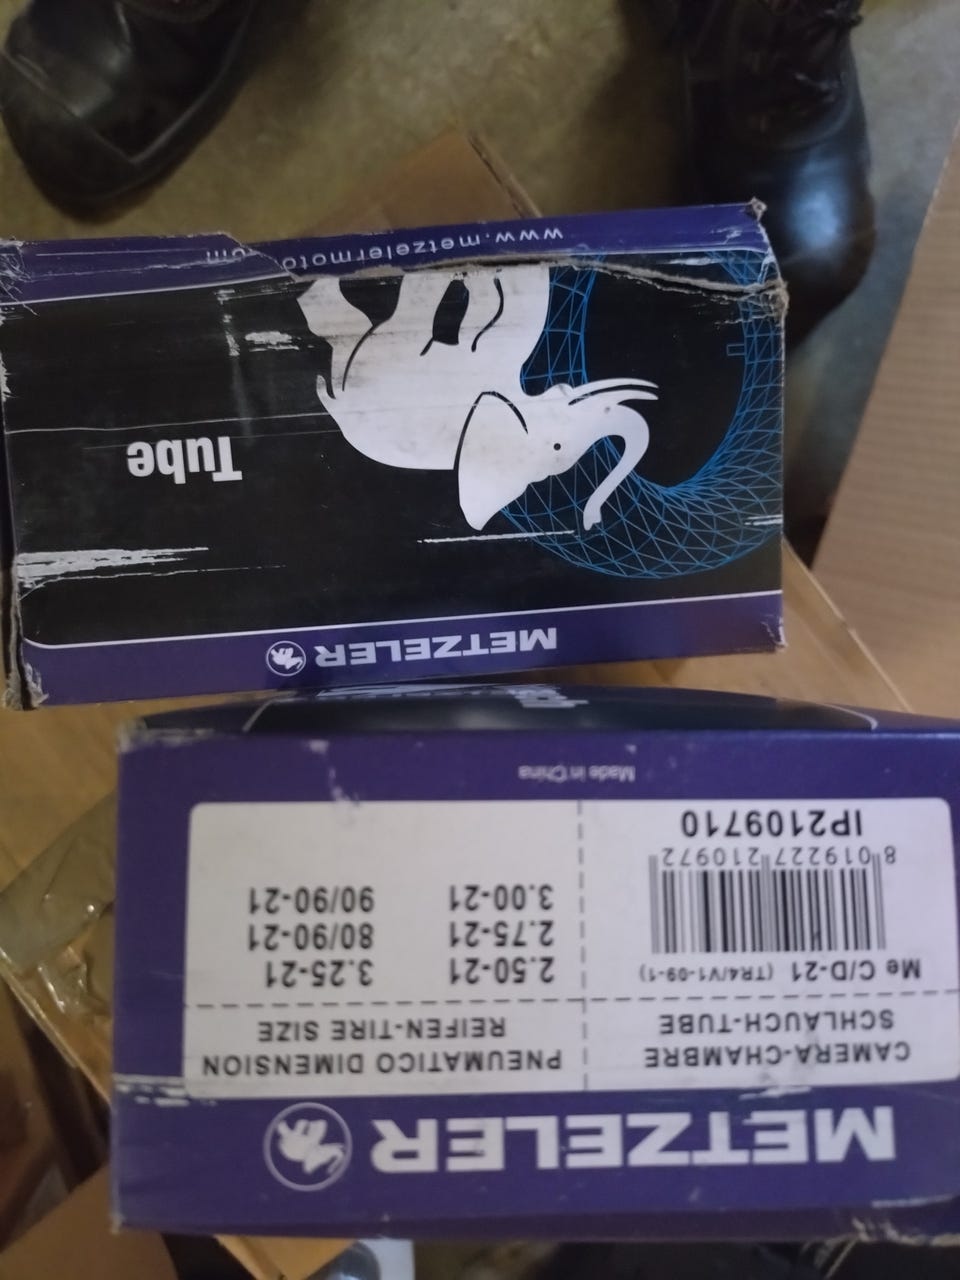 METZELER
Tube
www.metzelermoto
om
METZELER
CAMERA-CHAMBRE
SCHLAUCH-TUBE
Me C/D-21 (TR4/V1-09-1)
8 019227 210972
IP2109710
PNEUMATICO DIMENSION
REIFEN-TIRE SIZE
2.50-21 3.25-21
2.75-21 80/90-21
3.00-21 90/90-21
Made in China